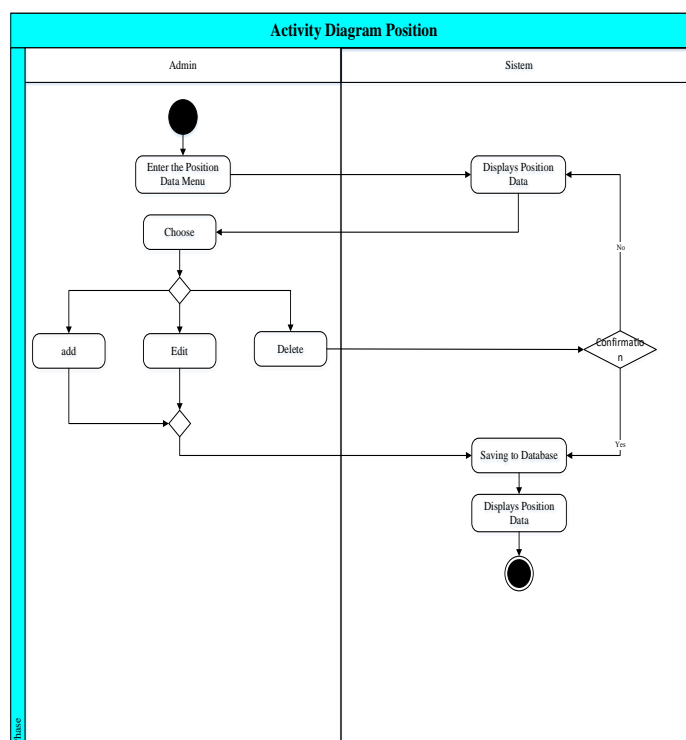 Activity Diagram Position
Admin
Sistem
Enter the Position
Data Menu
Displays Position
Data
Choose
No
add
Edit
Delete
Confirmatio
n
Yes
Saving to Database
Displays Position
Data